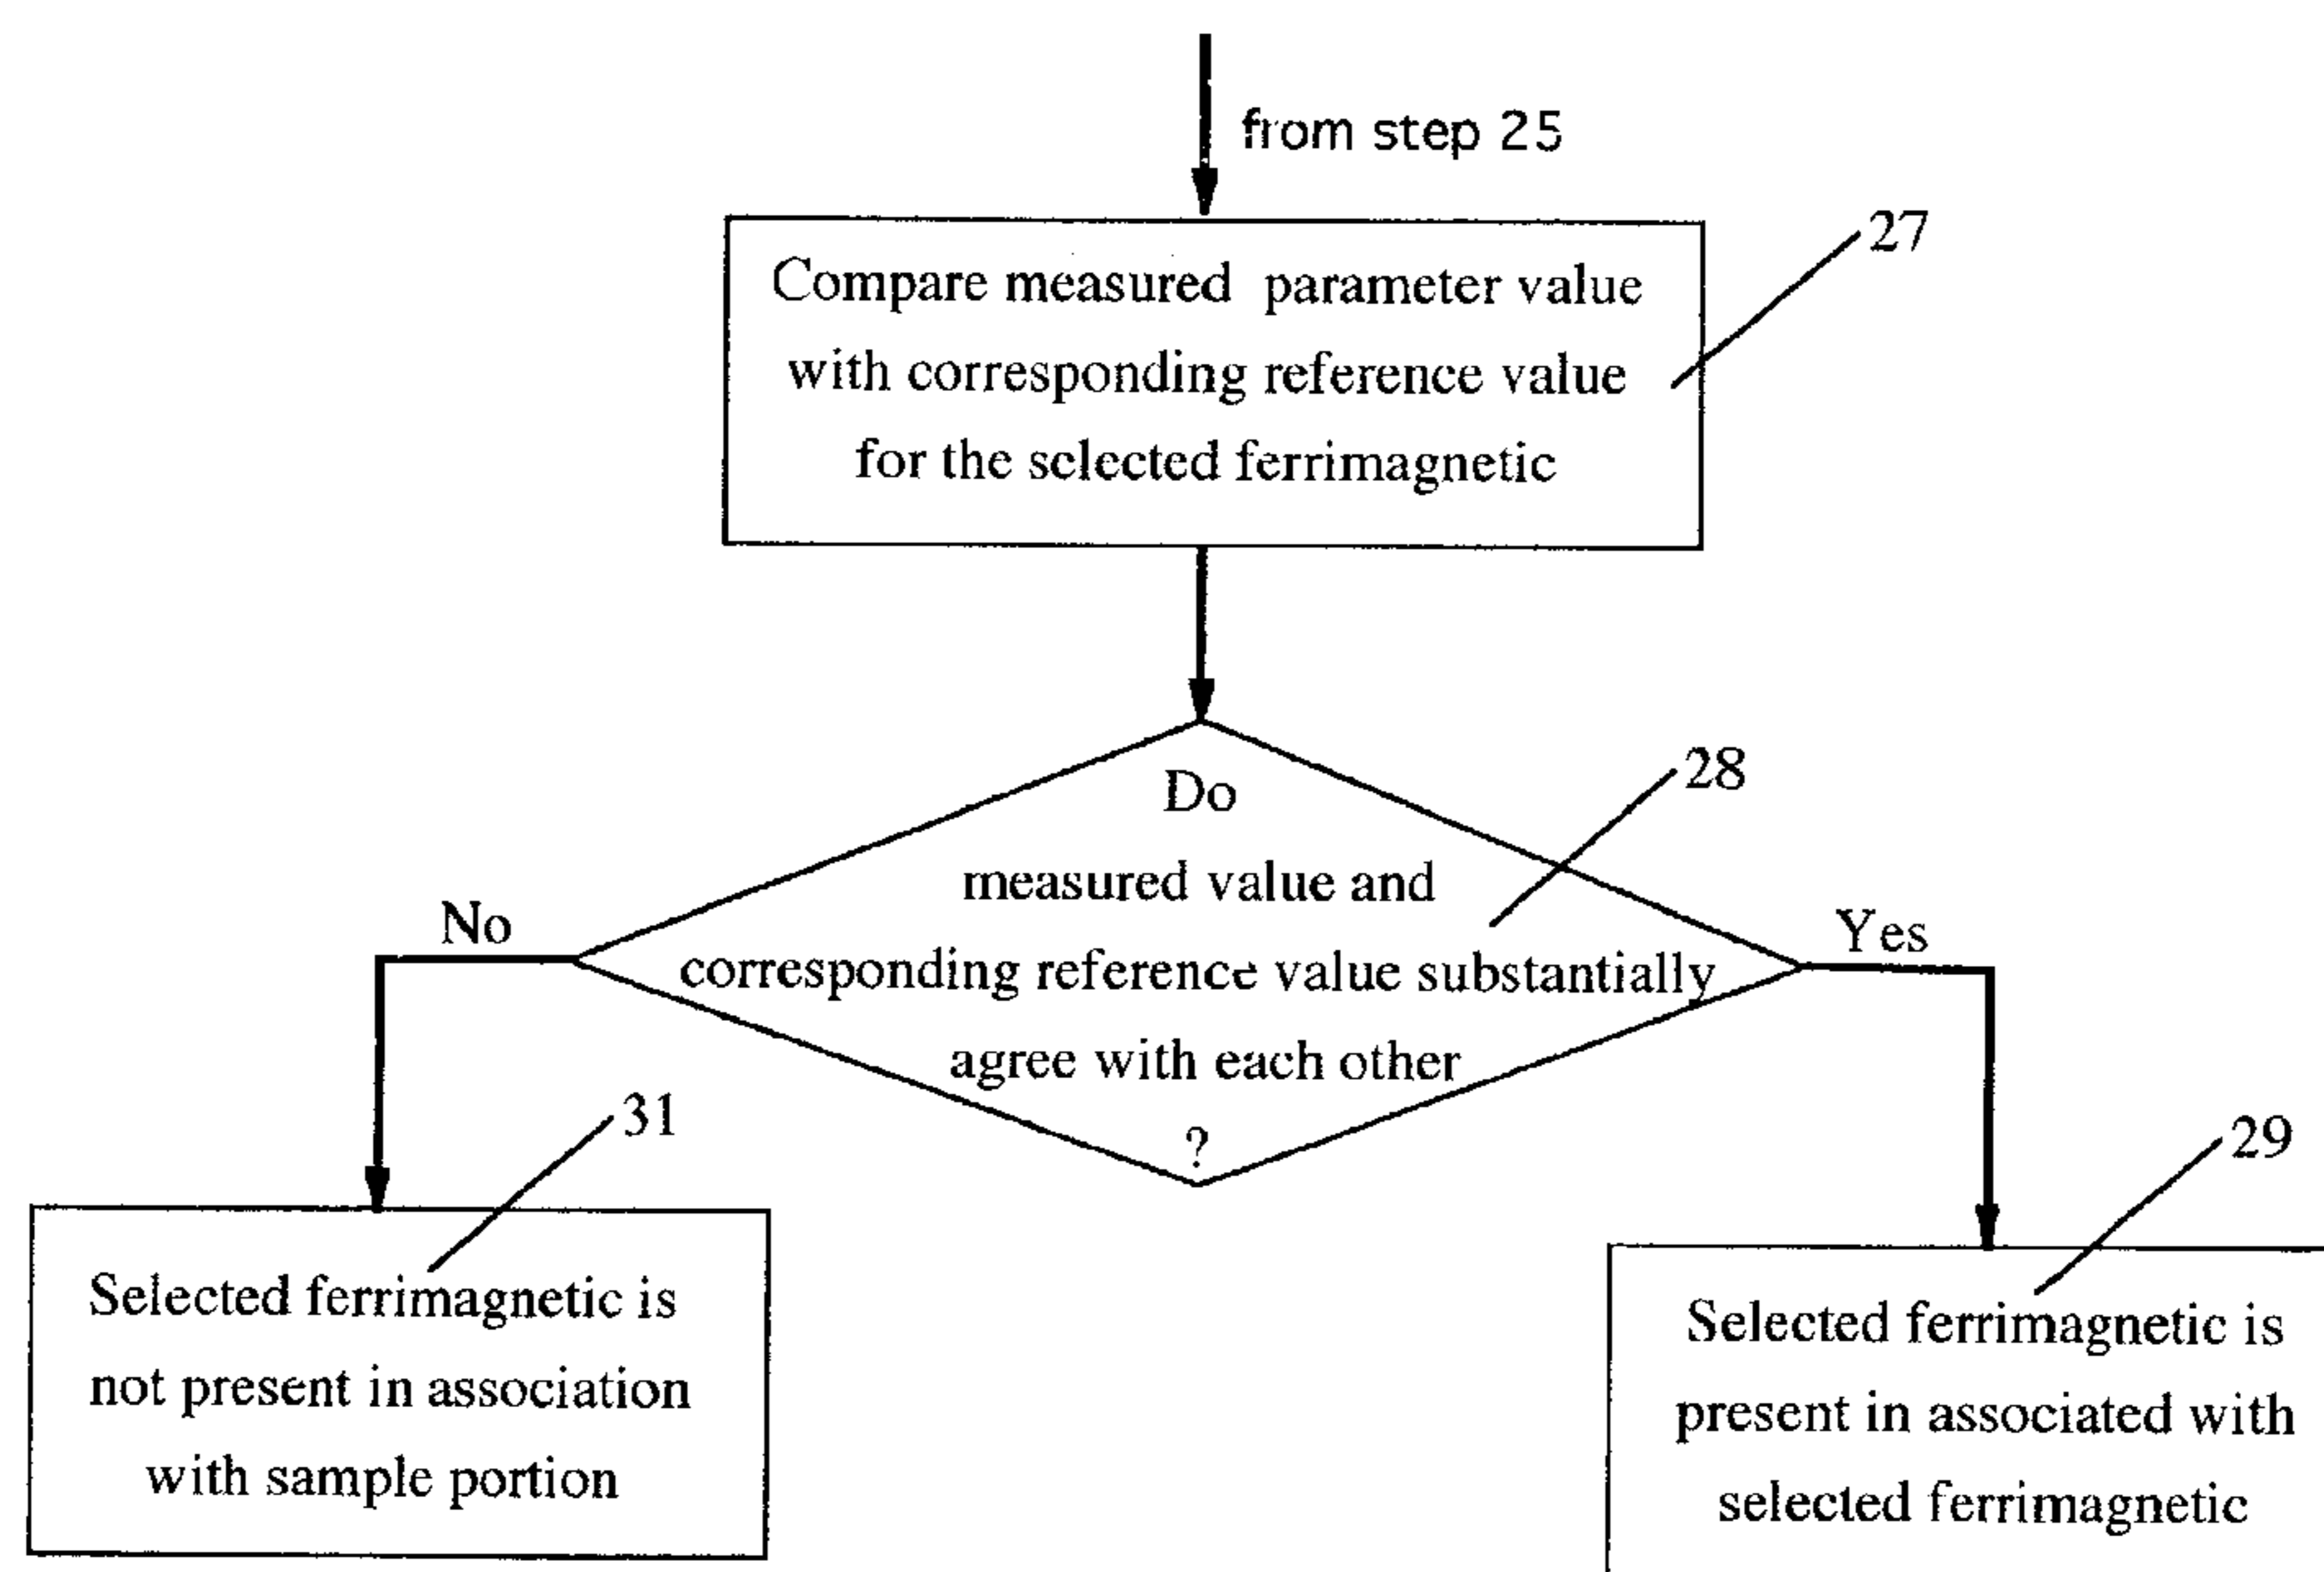 from step 25
27
Compare measured parameter value
with corresponding reference value
for the selected ferrimagnetic
28
Do
measured value and
corresponding reference value substantially
agree with each other
?
No
Yes
31
Selected ferrimagnetic is
not present in association
with sample portion
29
Selected ferrimagnetic is
present in associated with
selected ferrimagnetic